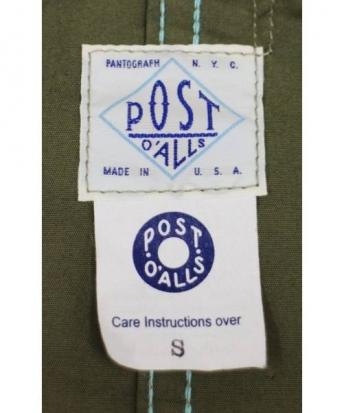 PANTOGRAPH N. Y. C.
POST
O'ALLS
MADE IN U. S. A.
POST
O'ALLS
Care Instructions over
S